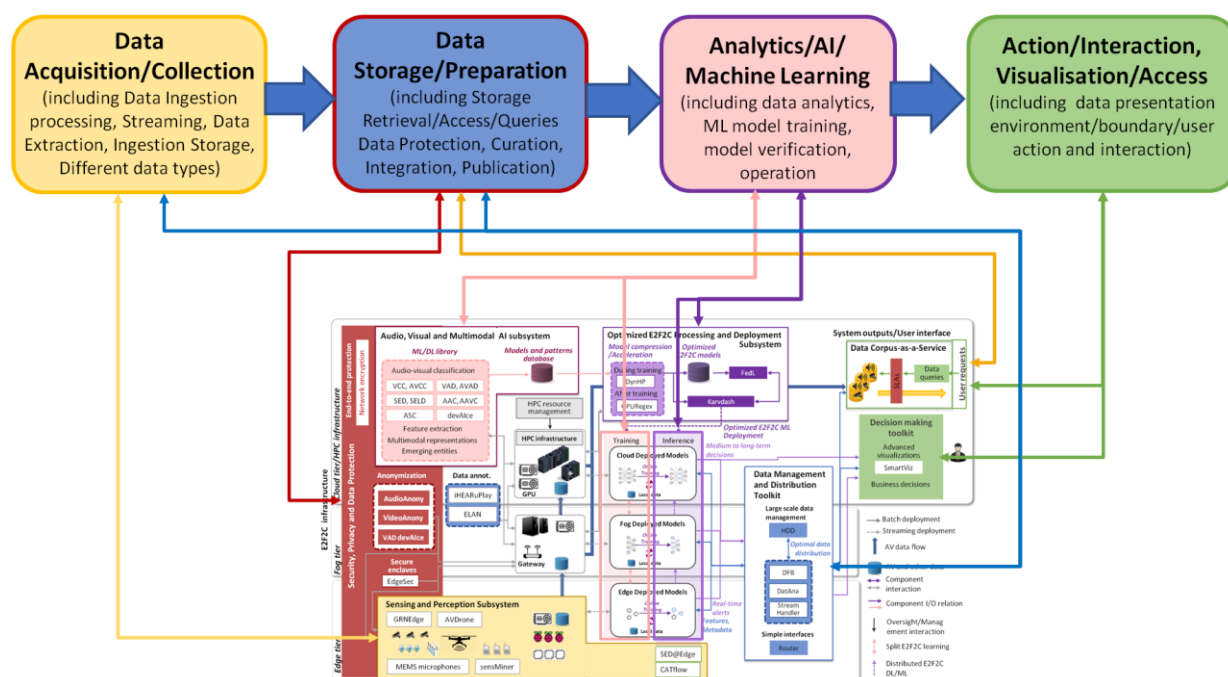 Data
Acquisition/Collection
(including Data Ingestion
processing, Streaming, Data
Extraction, Ingestion Storage,
Different data types)
Data
Storage/Preparation
(including Storage
Retrieval/Access/Queries
Data Protection, Curation,
Integration, Publication)
Analytics/AI/
Machine Learning
(including data analytics,
ML model training,
model verification,
operation
Action/Interaction,
Visualisation/Access
(including data presentation
environment/boundary/user
action and interaction)
E2F2C infrastructure
Cloud tier/HPC infrastructure
Fog tier
Edge tier
Security, Privacy and Data Protection
End-to-end protection
Network encryption
Anonymization
AudioAnony
VideoAnony
VAD devAIce
Secure
enclaves
EdgeSec
Audio, Visual and Multimodal AI subsystem
ML/DL library
Models and patterns
database
Audio-visual classification
VCC, AVCC
VAD, AVAD
SED, SELD
AAC, AAVC
ASC
devAIce
Feature extraction
Multimodal representations
Emerging entities
Data annot.
iHEARuPlay
ELAN
HPC resource
management
HPC infrastructure
GPU
Gateway
Optimized E2F2C Processing and Deployment
Subsystem
Model compression
/Acceleration
During training
DynHP
After training
GPURegex
Optimized
E2F2C models
FedL
Karvdash
Optimized E2F2C ML
Deployment
Training
Inference
Medium to long-term
decisions
Cloud Deployed Models
Fog Deployed Models
Edge Deployed Models
Real-time
alerts
Features,
Metadata
System outputs/User interface
Data Corpus-as-a-Service
SLAs
Data
queries
User requests
Decision making
toolkit
Advanced
visualizations
SmartViz
Business decisions
Data Management
and Distribution
Toolkit
Large scale data
management
HDD
Optimal data
distribution
DFB
DatAna
Stream
Handler
Simple interfaces
Router
Sensing and Perception Subsystem
GRNEdge
AVDrone
MEMS microphones
sensMiner
SED@Edge
CATflow
Batch deployment
Streaming deployment
AV data flow
AV and other data
Component
interaction
Component I/O relation
Oversight/Manag
ement interaction
Split E2F2C learning
Distributed E2F2C
DL/ML